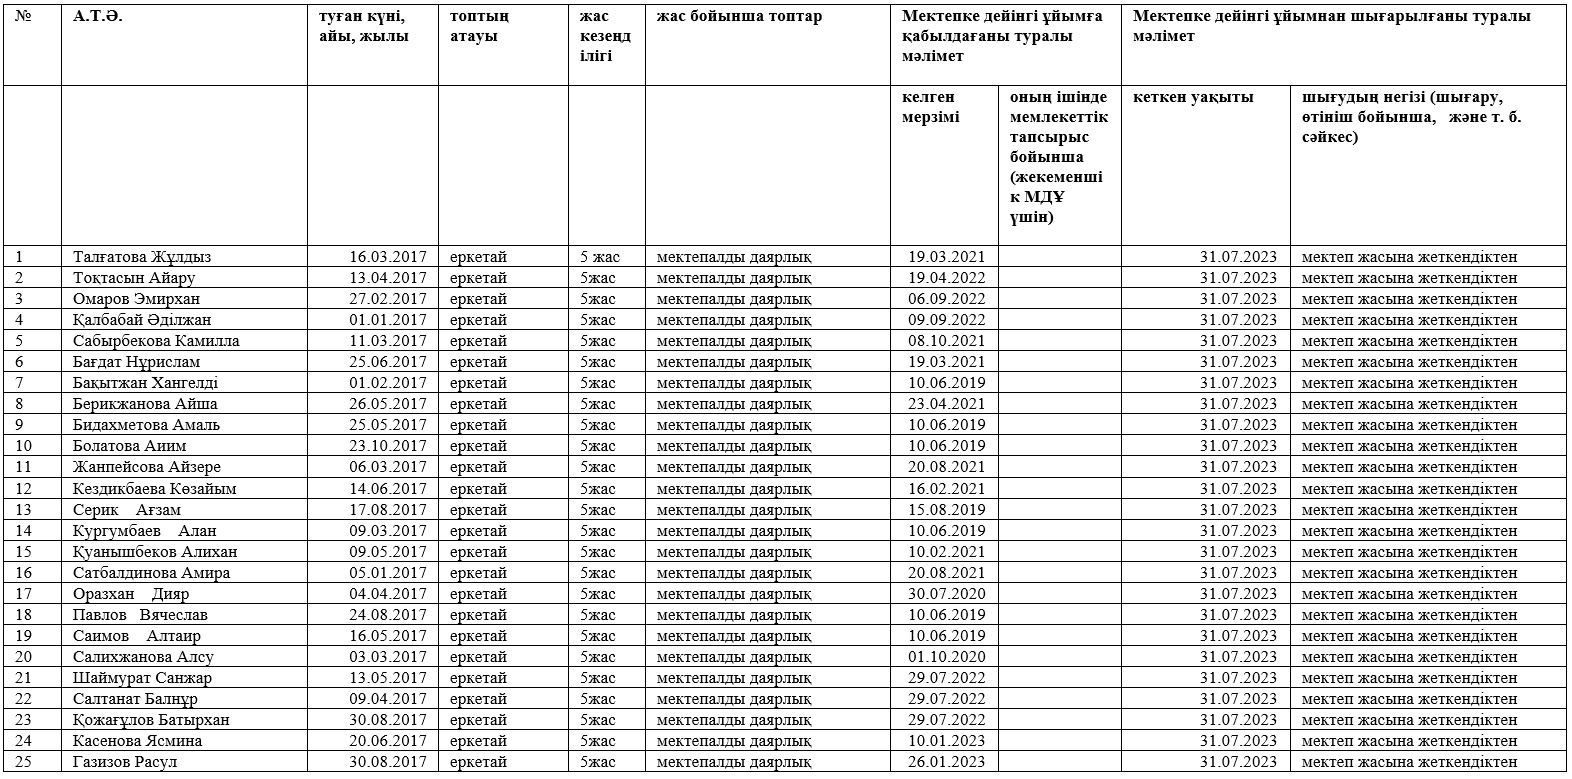 № А.Т.Ә. туған күні, айы, жылы топтың атауы жас кезеңділігі жас бойынша топтар Мектепке дейінгі ұйымға қабылдағаны туралы мәлімет Мектепке дейінгі ұйымнан шығарылғаны туралы мәлімет
келген мерзімі оның ішінде мемлекеттік тапсырыс бойынша (жекеменшік МДҰ үшін) кеткен уақыты шығудың негізі (шығару, өтініш бойынша, және т. б. сәйкес)
1 Талғатова Жұлдыз 16.03.2017 еркетай 5 жас мектепалды даярлық 19.03.2021 31.07.2023 мектеп жасына жеткендіктен
2 Тоқтасын Айару 13.04.2017 еркетай 5жас мектепалды даярлық 19.04.2022 31.07.2023 мектеп жасына жеткендіктен
3 Омаров Эмирхан 27.02.2017 еркетай 5жас мектепалды даярлық 06.09.2022 31.07.2023 мектеп жасына жеткендіктен
4 Қалбабай Әділжан 01.01.2017 еркетай 5жас мектепалды даярлық 09.09.2022 31.07.2023 мектеп жасына жеткендіктен
5 Сабырбекова Камилла 11.03.2017 еркетай 5жас мектепалды даярлық 08.10.2021 31.07.2023 мектеп жасына жеткендіктен
6 Бағдат Нұрислам 25.06.2017 еркетай 5жас мектепалды даярлық 19.03.2021 31.07.2023 мектеп жасына жеткендіктен
7 Бақытжан Хангелді 01.02.2017 еркетай 5жас мектепалды даярлық 10.06.2019 31.07.2023 мектеп жасына жеткендіктен
8 Берикжанова Айша 26.05.2017 еркетай 5жас мектепалды даярлық 23.04.2021 31.07.2023 мектеп жасына жеткендіктен
9 Бидахметова Амаль 25.05.2017 еркетай 5жас мектепалды даярлық 10.06.2019 31.07.2023 мектеп жасына жеткендіктен
10 Болатова Аиим 23.10.2017 еркетай 5жас мектепалды даярлық 10.06.2019 31.07.2023 мектеп жасына жеткендіктен
11 Жанпейсова Айзере 06.03.2017 еркетай 5жас мектепалды даярлық 20.08.2021 31.07.2023 мектеп жасына жеткендіктен
12 Кездикбаева Көзайым 14.06.2017 еркетай 5жас мектепалды даярлық 16.02.2021 31.07.2023 мектеп жасына жеткендіктен
13 Серик Ағзам 17.08.2017 еркетай 5жас мектепалды даярлық 15.08.2019 31.07.2023 мектеп жасына жеткендіктен
14 Кургумбаев Алан 09.03.2017 еркетай 5жас мектепалды даярлық 10.06.2019 31.07.2023 мектеп жасына жеткендіктен
15 Қуанышбеков Алихан 09.05.2017 еркетай 5жас мектепалды даярлық 10.02.2021 31.07.2023 мектеп жасына жеткендіктен
16 Сатбалдинова Амира 05.01.2017 еркетай 5жас мектепалды даярлық 20.08.2021 31.07.2023 мектеп жасына жеткендіктен
17 Оразхан Дияр 04.04.2017 еркетай 5жас мектепалды даярлық 30.07.2020 31.07.2023 мектеп жасына жеткендіктен
18 Павлов Вячеслав 24.08.2017 еркетай 5жас мектепалды даярлық 10.06.2019 31.07.2023 мектеп жасына жеткендіктен
19 Саимов Алтаир 16.05.2017 еркетай 5жас мектепалды даярлық 10.06.2019 31.07.2023 мектеп жасына жеткендіктен
20 Салихжанова Алсу 03.03.2017 еркетай 5жас мектепалды даярлық 01.10.2020 31.07.2023 мектеп жасына жеткендіктен
21 Шаймурат Санжар 13.05.2017 еркетай 5жас мектепалды даярлық 29.07.2022 31.07.2023 мектеп жасына жеткендіктен
22 Салтанат Балнұр 09.04.2017 еркетай 5жас мектепалды даярлық 29.07.2022 31.07.2023 мектеп жасына жеткендіктен
23 Қожағұлов Батырхан 30.08.2017 еркетай 5жас мектепалды даярлық 29.07.2022 31.07.2023 мектеп жасына жеткендіктен
24 Касенова Ясмина 20.06.2017 еркетай 5жас мектепалды даярлық 10.01.2023 31.07.2023 мектеп жасына жеткендіктен
25 Газизов Расул 30.08.2017 еркетай 5жас мектепалды даярлық 26.01.2023 31.07.2023 мектеп жасына жеткендіктен